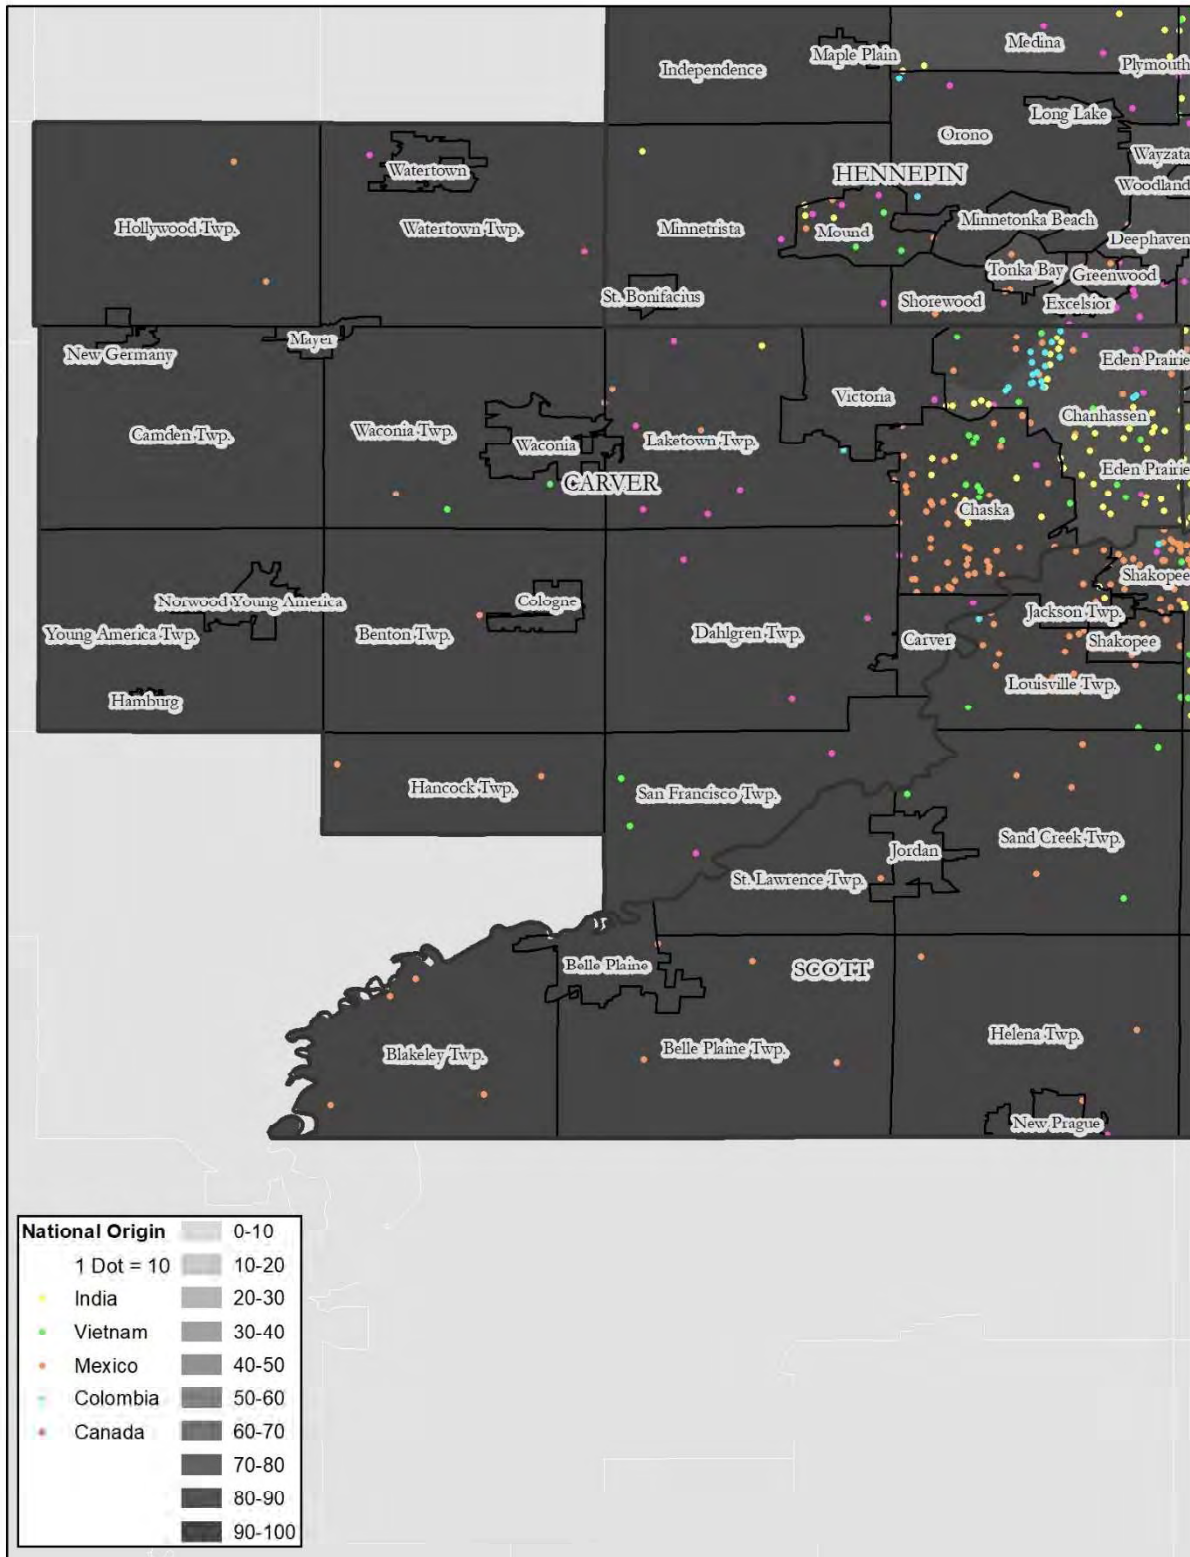 Medina
Maple Plain
Plymouth
Independence
Long Lake
Orono
Wayzata
Watertown
HENNEPIN
Woodland
Hollywood Twp.
Watertown Twp.
Minnetrista
Mound
Minnetonka Beach
Deephaven
Tonka Bay
Greenwood
St. Bonifacius
Shorewood
Excelsior
New Germany
Mayer
Eden Prairie
Victoria
Chanhassen
Camden Twp.
Waconia Twp.
Waconia
Laketown Twp.
Eden Prairie
CARVER
Chaska
Shakopee
Norwood Young America
Cologne
Jackson Twp.
Young America Twp.
Benton Twp.
Dahlgren Twp.
Carver
Shakopee
Louisville Twp.
Hamburg
Hancock Twp.
San Francisco Twp.
Sand Creek Twp.
Jordan
St. Lawrence Twp.
Belle Plaine
SCOTT
Helena Twp.
Blakeley Twp.
Belle Plaine Twp.
New Prague
National Origin
1 Dot = 10
India
Vietnam
Mexico
Colombia
Canada
0-10
10-20
20-30
30-40
40-50
50-60
60-70
70-80
80-90
90-100